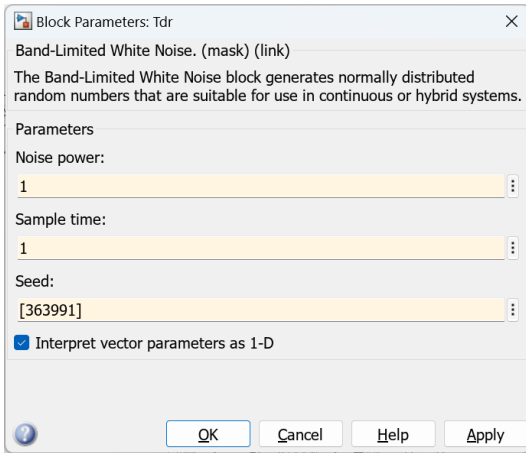 Block Parameters: Tdr
Band-Limited White Noise. (mask) (link)
The Band-Limited White Noise block generates normally distributed
random numbers that are suitable for use in continuous or hybrid systems.
Parameters
Noise power:
1
Sample time:
1
Seed:
[363991]
Interpret vector parameters as 1-D
OK Cancel Help Apply